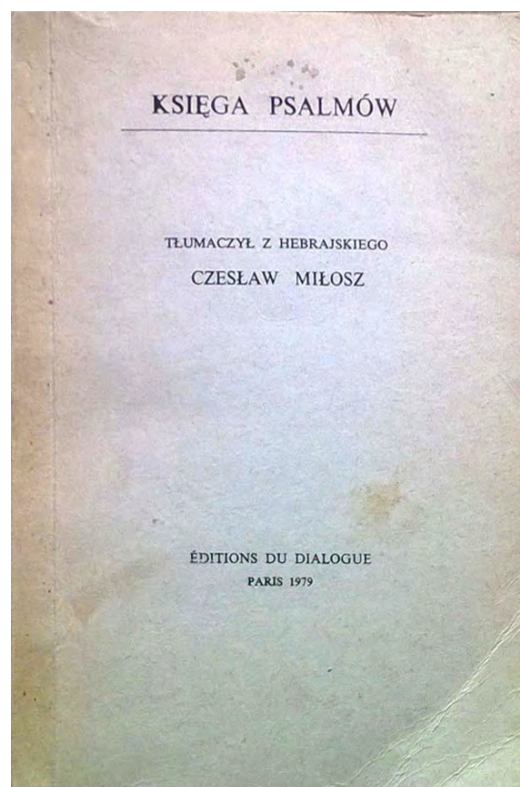 KSIĘGA PSALMÓW
TŁUMACZYŁ Z HEBRAJSKIEGO
CZESŁAW MIŁOSZ
ÉDITIONS DU DIALOGUE
PARIS 1979